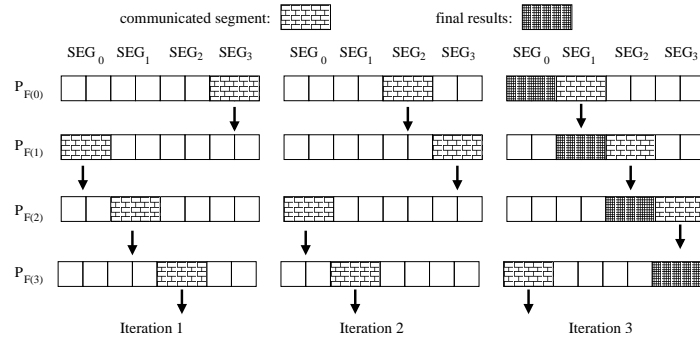 communicated segment: final results:
SEG0 SEG1 SEG2 SEG3 SEG0 SEG1 SEG2 SEG3 SEG0 SEG1 SEG2 SEG3
PF(0)
PF(1)
PF(2)
PF(3)
Iteration 1 Iteration 2 Iteration 3